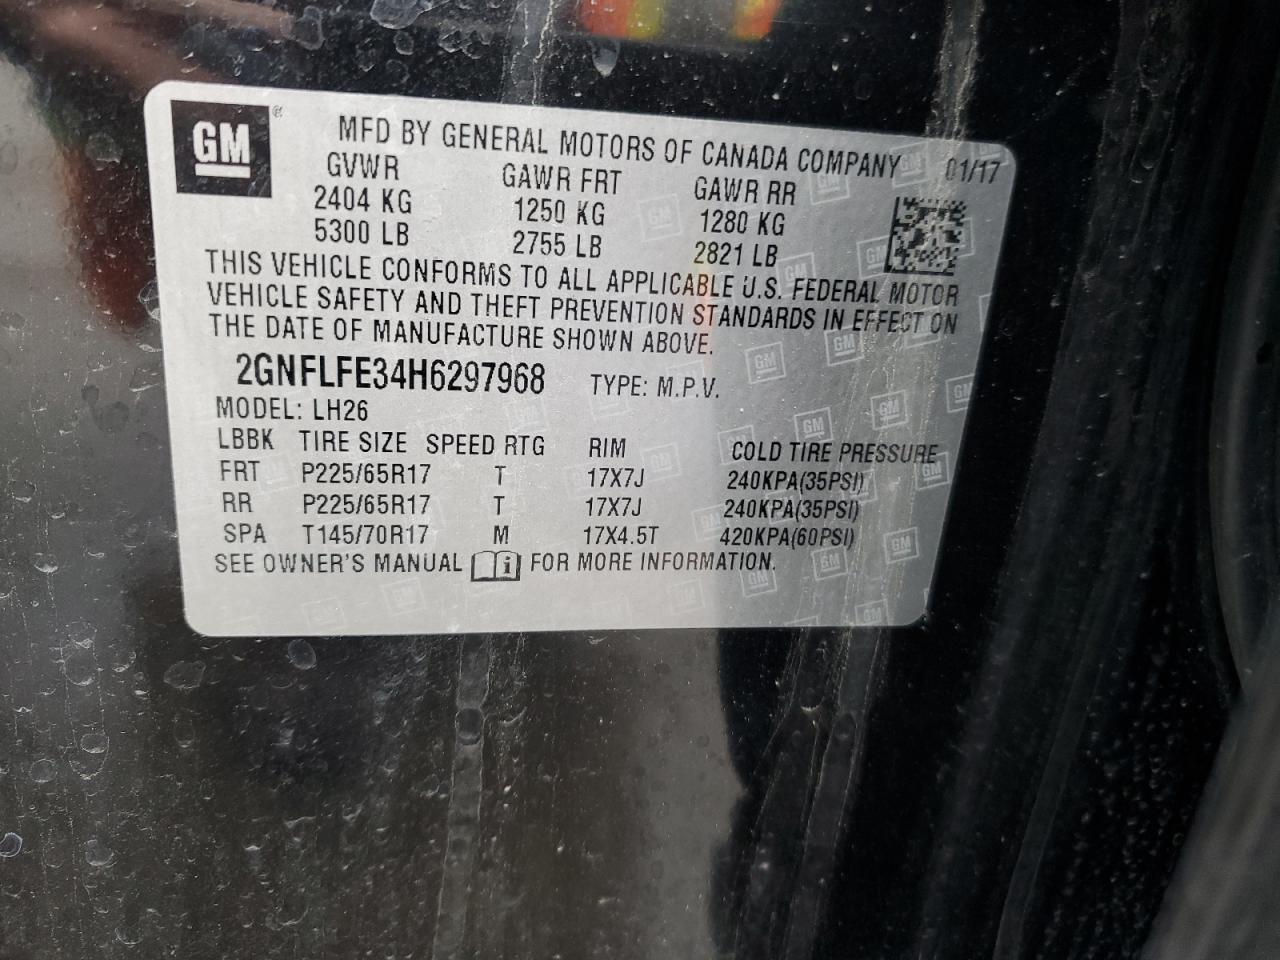 GM®
MFD BY GENERAL MOTORS OF CANADA COMPANY 01/17
GVWR GAWR FRT GAWR RR
2404 KG 1250 KG 1280 KG
5300 LB 2755 LB 2821 LB
THIS VEHICLE CONFORMS TO ALL APPLICABLE U.S. FEDERAL MOTOR
VEHICLE SAFETY AND THEFT PREVENTION STANDARDS IN EFFECT ON
THE DATE OF MANUFACTURE SHOWN ABOVE.
2GNFLFE34H6297968 TYPE: M.P.V.
MODEL: LH26
LBBK TIRE SIZE SPEED RTG RIM COLD TIRE PRESSURE
FRT P225/65R17 T 17X7J 240KPA(35PSI)
RR P225/65R17 T 17X7J 240KPA(35PSI)
SPA T145/70R17 M 17X4.5T 420KPA(60PSI)
SEE OWNER'S MANUAL i FOR MORE INFORMATION.